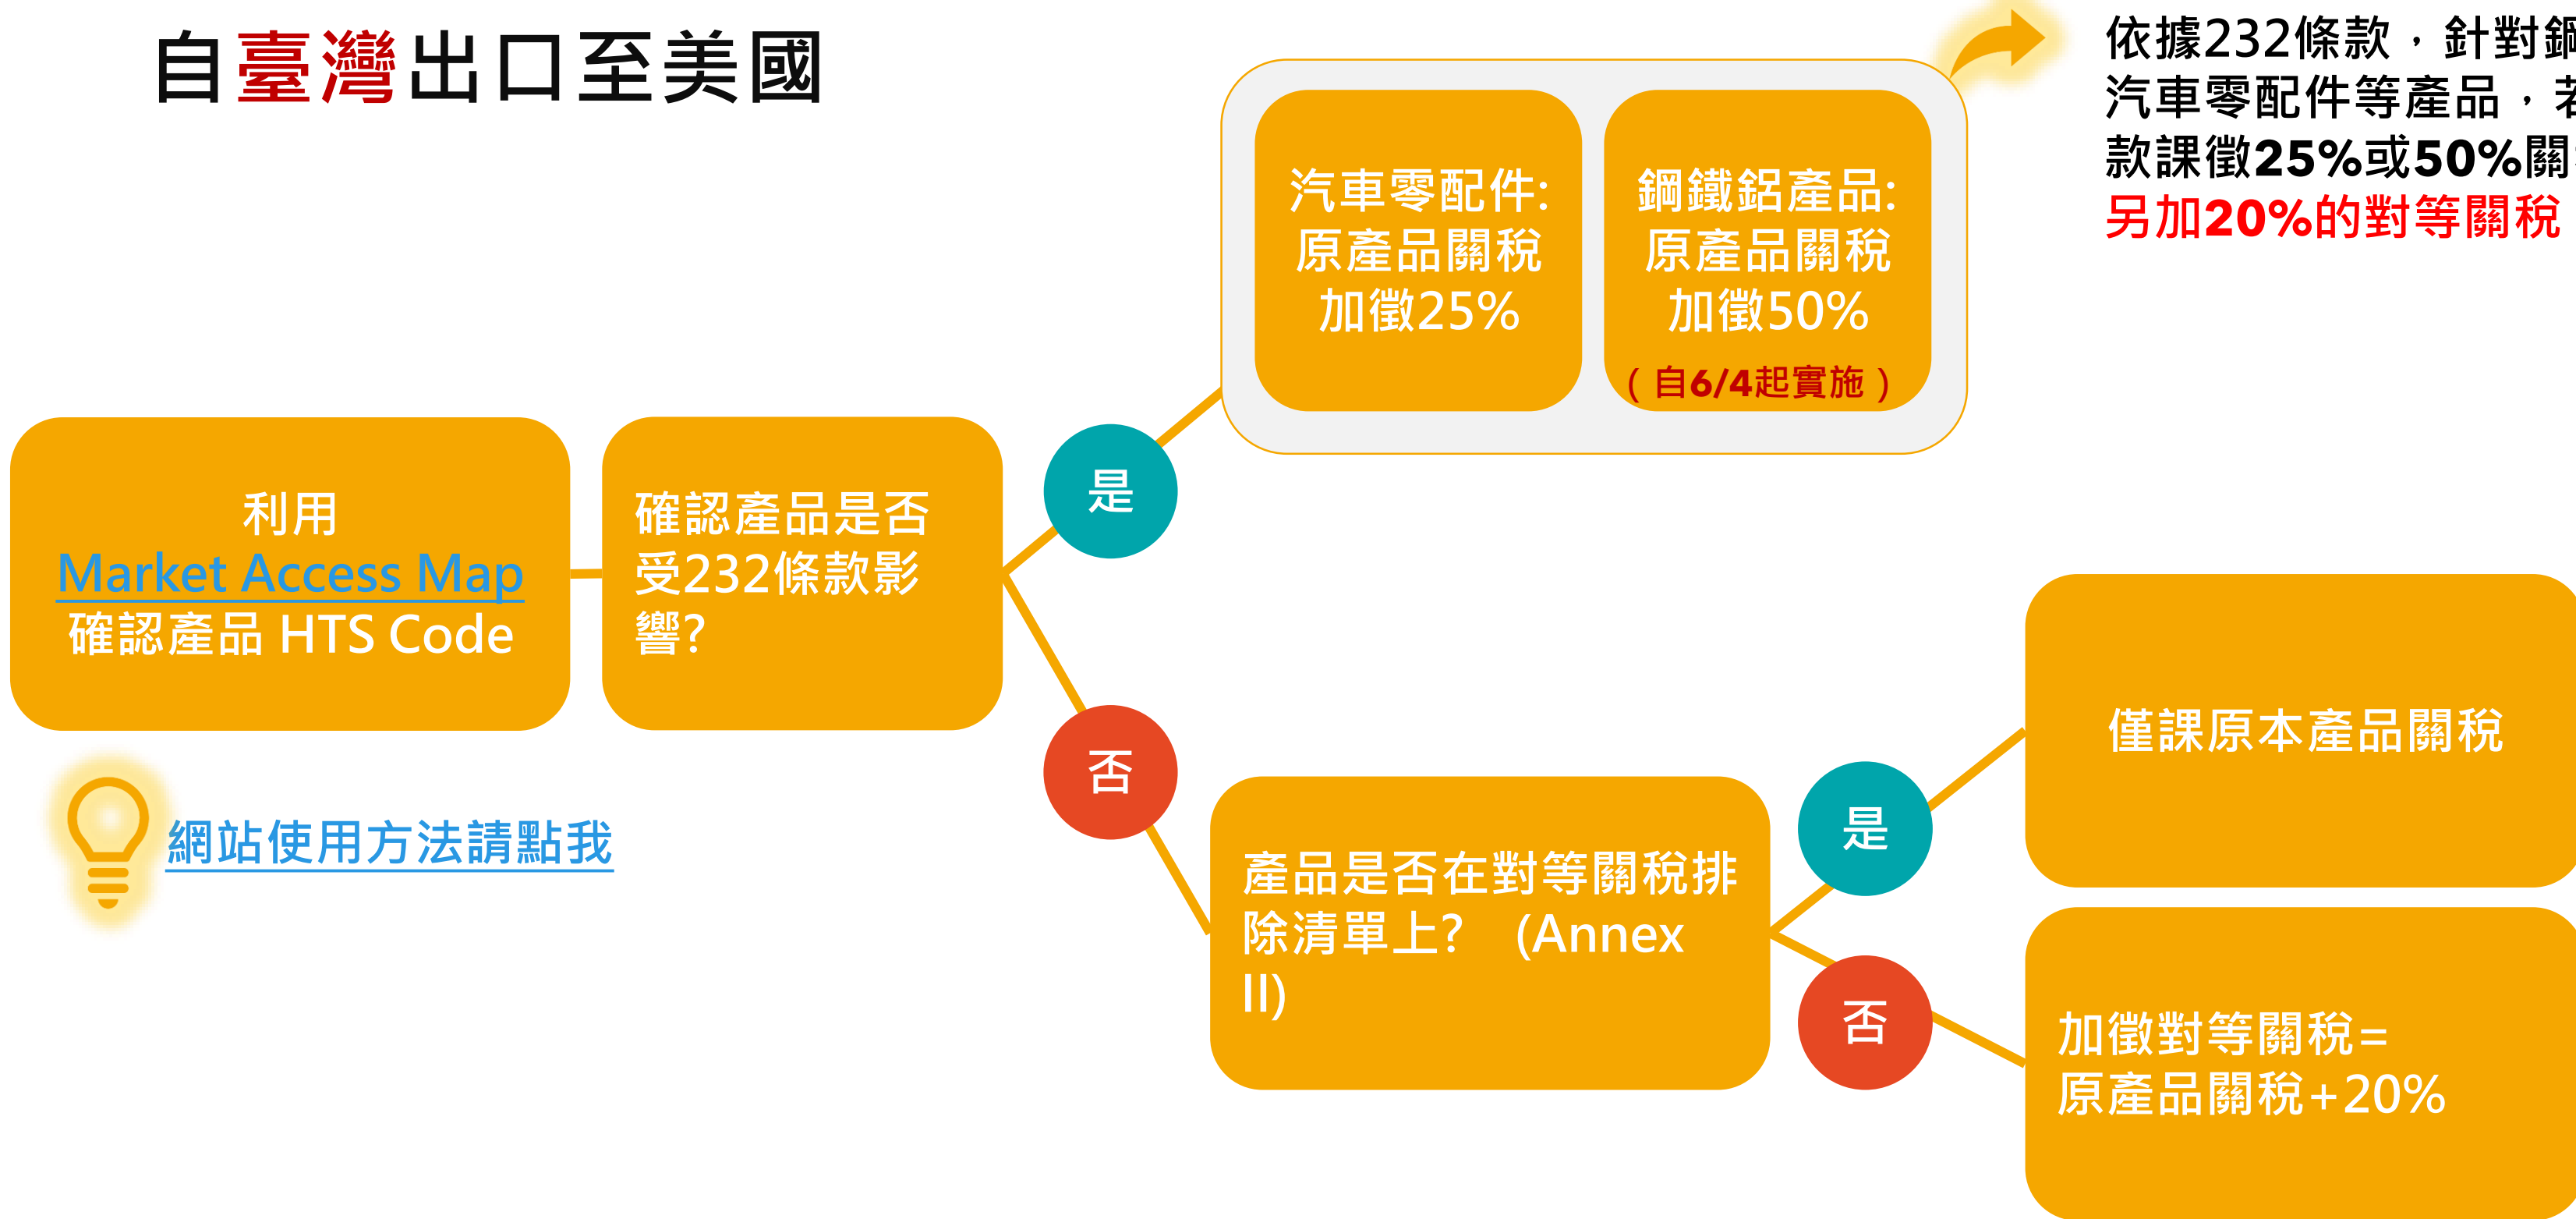 自臺灣出口至美國
依據232條款，針對鋼
汽車零配件等產品，若
款課徵25%或50%關
另加20%的對等關稅
汽車零配件:
原產品關稅
加徵25%
鋼鐵鋁產品:
原產品關稅
加徵50%
（自6/4起實施）
利用
Market Access Map
確認產品 HTS Code
確認產品是否
受232條款影
響?
是
否
網站使用方法請點我
產品是否在對等關稅排
除清單上? (Annex
II)
是
否
僅課原本產品關稅
加徵對等關稅=
原產品關稅+20%